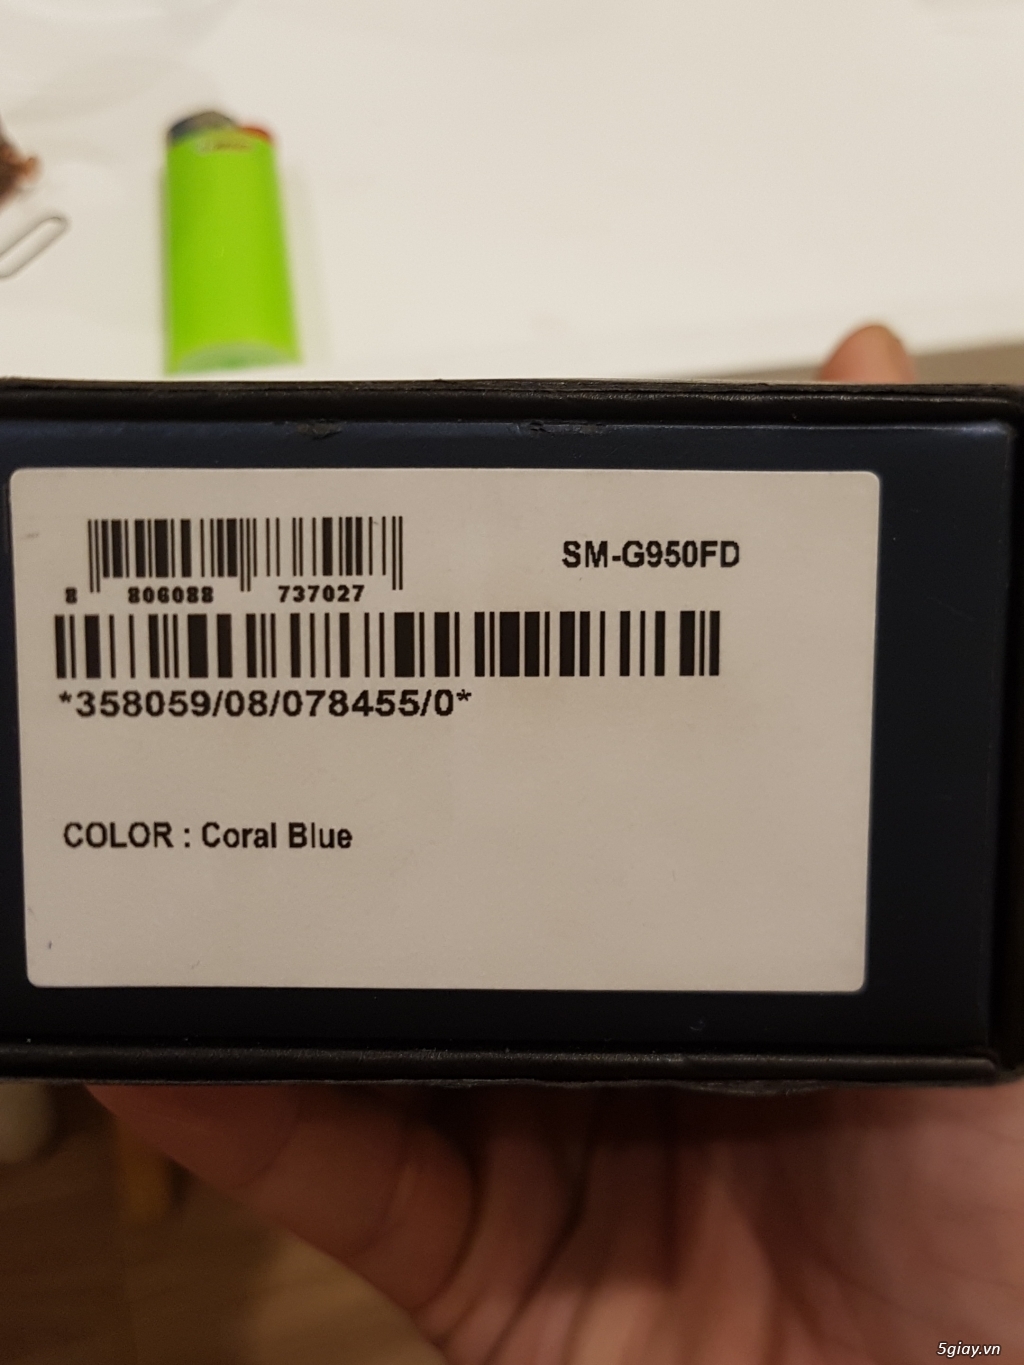 SM-G950FD
8 806088 737027
*358059/08/078455/0*
COLOR : Coral Blue
5giay.vn